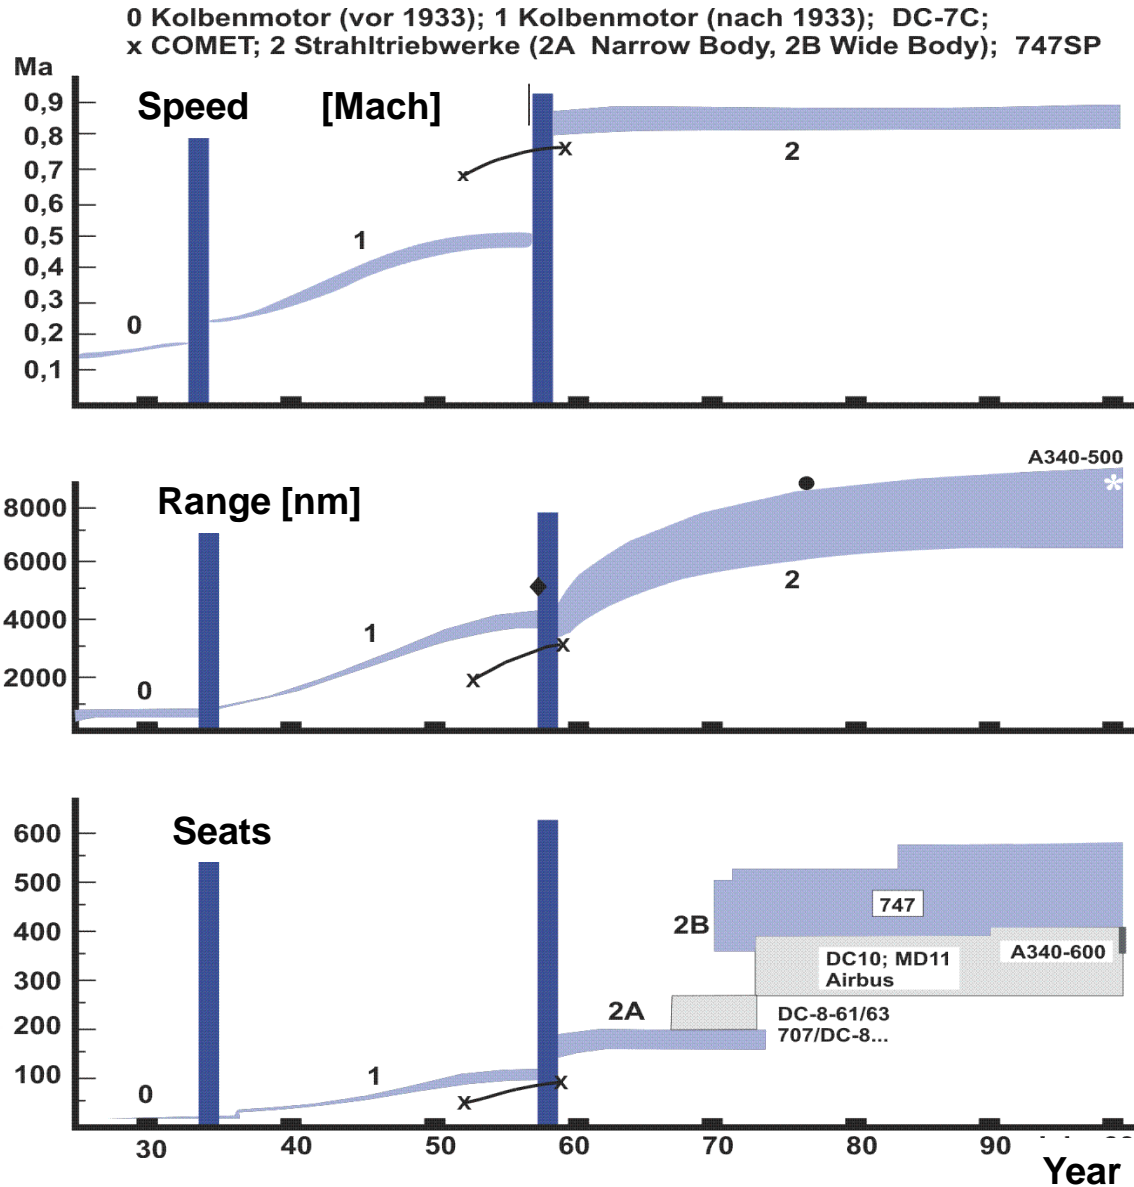 0 Kolbenmotor (vor 1933); 1 Kolbenmotor (nach 1933); DC-7C;
x COMET; 2 Strahltriebwerke (2A Narrow Body, 2B Wide Body); 747SP
Ma
Speed [Mach]
0,9
0,8
0,7
0,6
0,5
0,4
0,3
0,2
0,1
0
1
x
x
2
Range [nm]
A340-500
*
8000
6000
4000
2000
0
1
x
x
2
Seats
600
500
400
300
200
100
0
1
x
x
2A
2B
747
DC10; MD11
Airbus
A340-600
DC-8-61/63
707/DC-8...
30 40 50 60 70 80 90
Year